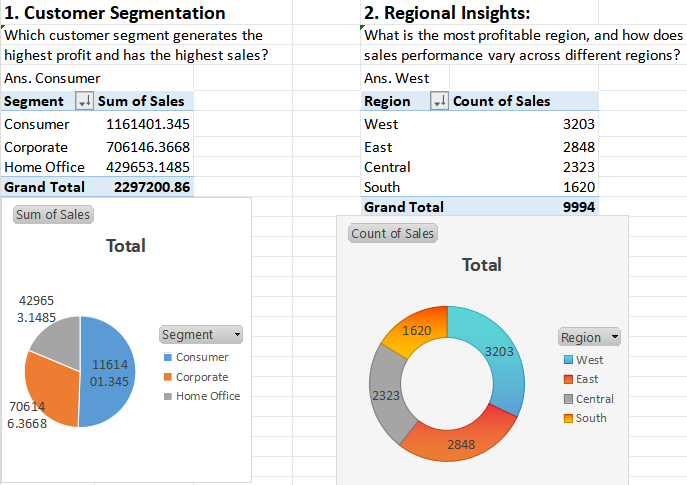 1. Customer Segmentation
Which customer segment generates the
highest profit and has the highest sales?
Ans. Consumer
Segment Sum of Sales
Consumer 1161401.345
Corporate 706146.3668
Home Office 429653.1485
Grand Total 2297200.86
Sum of Sales
Total
42965
3.1485
11614
01.345
70614
6.3668
Segment
Consumer
Corporate
Home Office
2. Regional Insights:
What is the most profitable region, and how does
sales performance vary across different regions?
Ans. West
Region Count of Sales
West 3203
East 2848
Central 2323
South 1620
Grand Total 9994
Count of Sales
Total
1620
3203
2323
2848
Region
West
East
Central
South